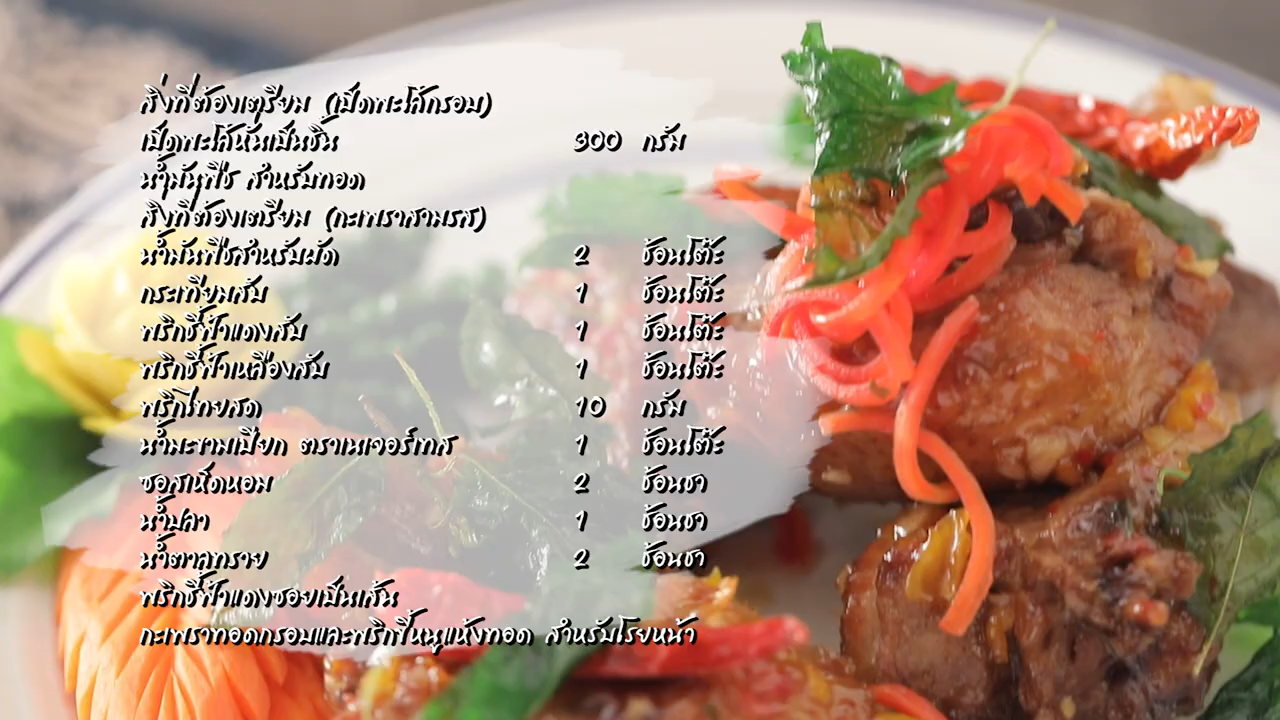 สิ่งที่ต้องเตรียม (เป็ดพะโล้กรอบ)
เป็ดพะโล้หั่นเป็นชิ้น 300 กรัม
น้ำมันพืช สำหรับทอด
สิ่งที่ต้องเตรียม (กะเพราสามรส)
น้ำมันพืชสำหรับผัด 2 ช้อนโต๊ะ
กระเทียมสับ 1 ช้อนโต๊ะ
พริกชี้ฟ้าแดงสับ 1 ช้อนโต๊ะ
พริกชี้ฟ้าเหลืองสับ 1 ช้อนโต๊ะ
พริกไทยสด 10 กรัม
น้ำมะขามเปียก ตราเนเจอร์เทส 1 ช้อนโต๊ะ
ซอสเห็ดหอม 2 ช้อนชา
น้ำปลา 1 ช้อนชา
น้ำตาลทราย 2 ช้อนชา
พริกชี้ฟ้าแดงซอยเป็นเส้น
กะเพราทอดกรอบและพริกขี้หนูแห้งทอด สำหรับโรยหน้า